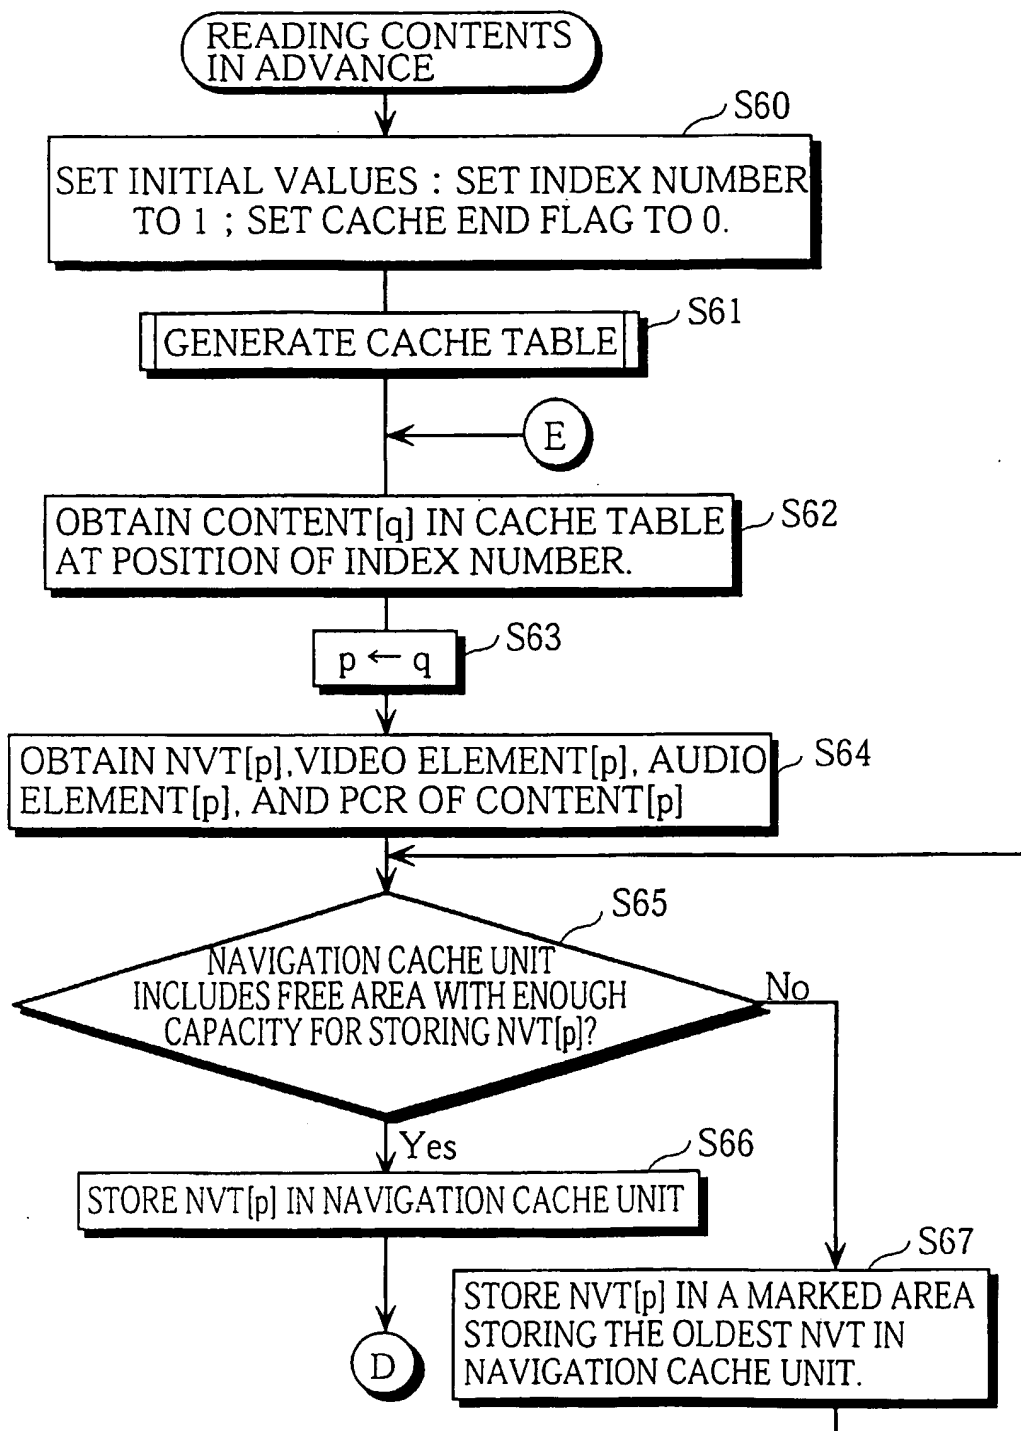 READING CONTENTS
IN ADVANCE
S60
SET INITIAL VALUES : SET INDEX NUMBER
TO 1 ; SET CACHE END FLAG TO 0.
S61
GENERATE CACHE TABLE
E
S62
OBTAIN CONTENT[q] IN CACHE TABLE
AT POSITION OF INDEX NUMBER.
S63
p ← q
S64
OBTAIN NVT[p],VIDEO ELEMENT[p], AUDIO
ELEMENT[p], AND PCR OF CONTENT[p]
S65
NAVIGATION CACHE UNIT
INCLUDES FREE AREA WITH ENOUGH
CAPACITY FOR STORING NVT[p]?
No
Yes
S66
STORE NVT[p] IN NAVIGATION CACHE UNIT
S67
STORE NVT[p] IN A MARKED AREA
STORING THE OLDEST NVT IN
NAVIGATION CACHE UNIT.
D